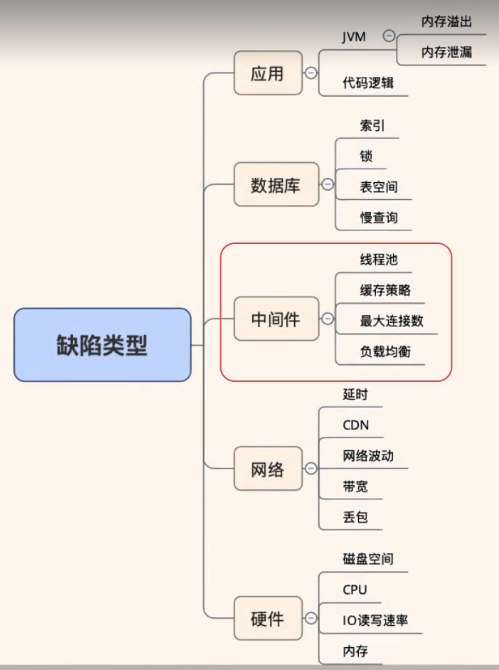 缺陷类型
应用
JVM
内存溢出
内存泄漏
代码逻辑
数据库
索引
锁
表空间
慢查询
中间件
线程池
缓存策略
最大连接数
负载均衡
网络
延时
CDN
网络波动
带宽
丢包
硬件
磁盘空间
CPU
IO读写速率
内存